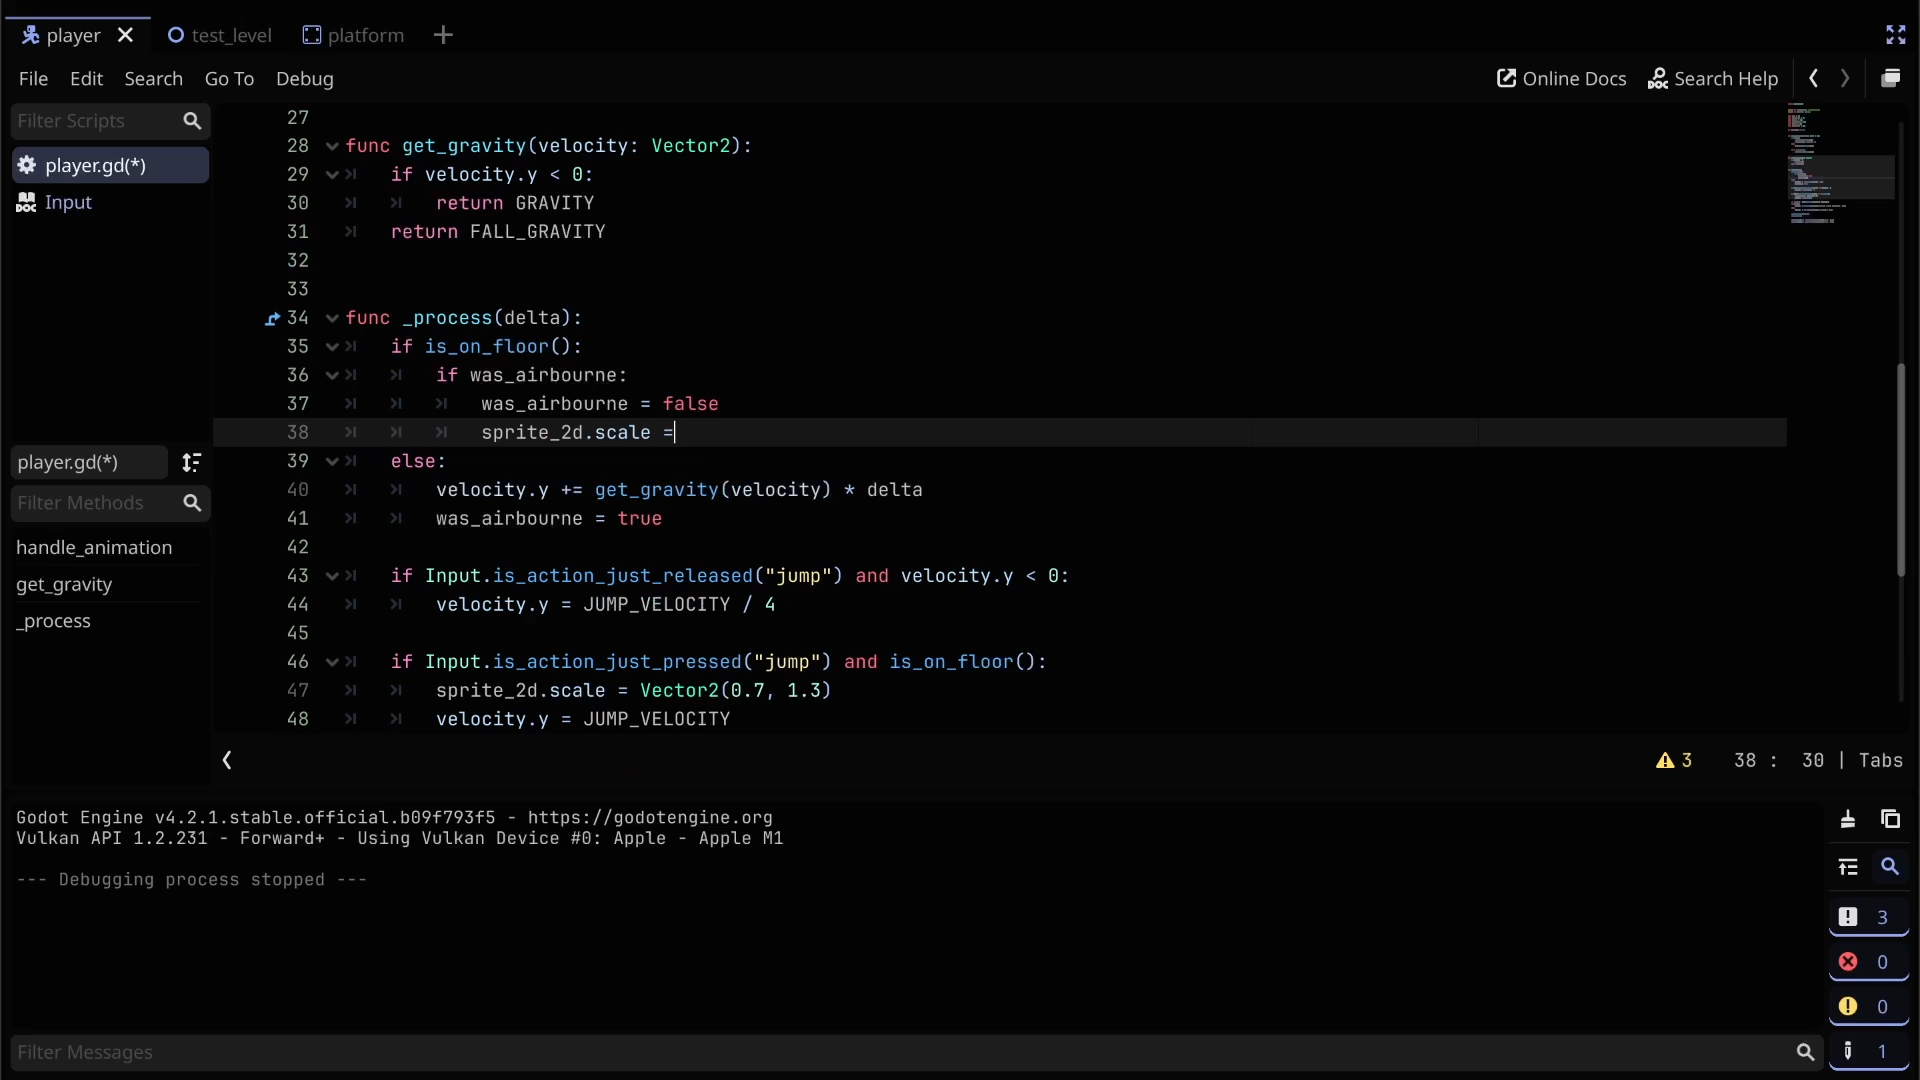 player test_level platform
File Edit Search Go To Debug Online Docs Search Help
Filter Scripts
player.gd(*)
Input
player.gd(*)
Filter Methods
handle_animation
get_gravity
_process
27
28 func get_gravity(velocity: Vector2):
29 if velocity.y < 0:
30 return GRAVITY
31 return FALL_GRAVITY
32
33
34 func _process(delta):
35 if is_on_floor():
36 if was_airbourne:
37 was_airbourne = false
38 sprite_2d.scale =
39 else:
40 velocity.y += get_gravity(velocity) * delta
41 was_airbourne = true
42
43 if Input.is_action_just_released("jump") and velocity.y < 0:
44 velocity.y = JUMP_VELOCITY / 4
45
46 if Input.is_action_just_pressed("jump") and is_on_floor():
47 sprite_2d.scale = Vector2(0.7, 1.3)
48 velocity.y = JUMP_VELOCITY
3 38 : 30 | Tabs
Godot Engine v4.2.1.stable.official.b09f793f5 - https://godotengine.org
Vulkan API 1.2.231 - Forward+ - Using Vulkan Device #0: Apple - Apple M1
--- Debugging process stopped ---
3
0
0
1
Filter Messages